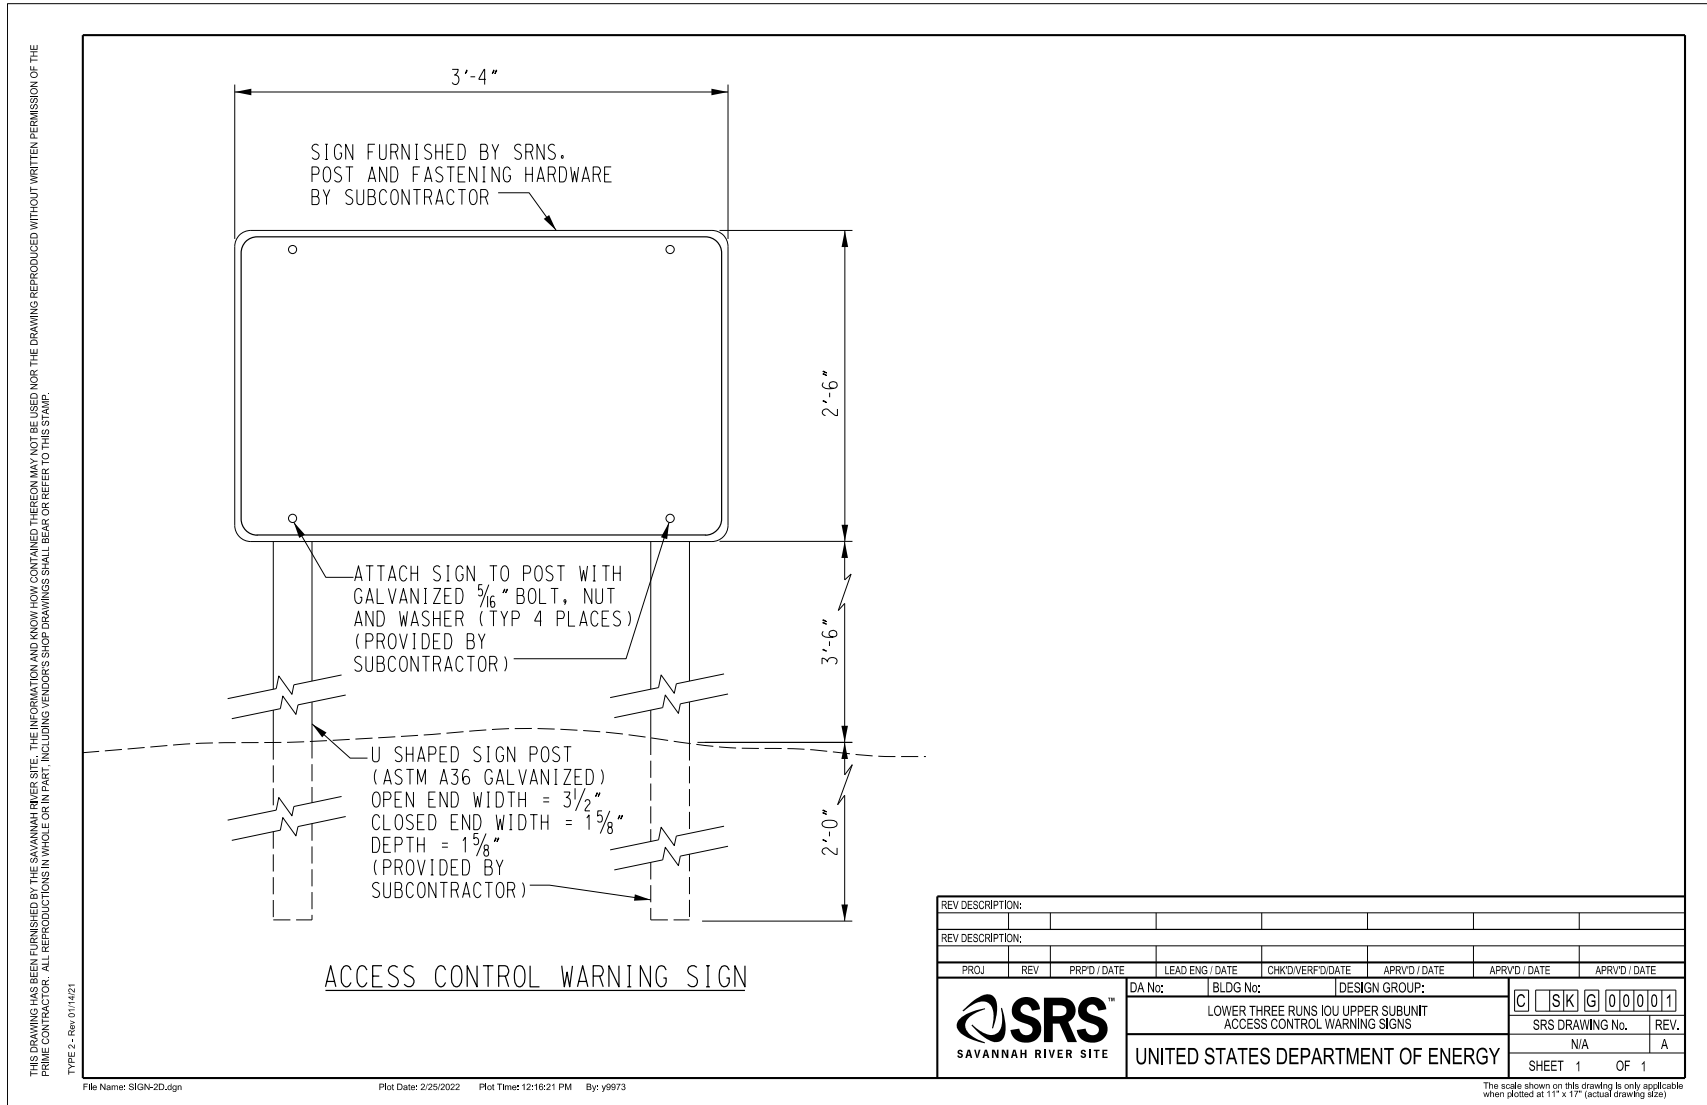 THIS DRAWING HAS BEEN FURNISHED BY THE SAVANNAH RIVER SITE. THE INFORMATION AND KNOW HOW CONTAINED THEREON MAY NOT BE USED NOR THE DRAWING REPRODUCED WITHOUT WRITTEN PERMISSION OF THE
PRIME CONTRACTOR. ALL REPRODUCTIONS IN WHOLE OR IN PART, INCLUDING VENDOR'S SHOP DRAWINGS SHALL BEAR OR REFER TO THIS STAMP.
TYPE 2 - Rev 01/14/21
3'-4"
SIGN FURNISHED BY SRNS.
POST AND FASTENING HARDWARE
BY SUBCONTRACTOR
2'-6"
ATTACH SIGN TO POST WITH
GALVANIZED 5/16" BOLT, NUT
AND WASHER (TYP 4 PLACES)
(PROVIDED BY
SUBCONTRACTOR)
3'-6"
U SHAPED SIGN POST
(ASTM A36 GALVANIZED)
OPEN END WIDTH = 3 1/2"
CLOSED END WIDTH = 1 5/8"
DEPTH = 1 5/8"
(PROVIDED BY
SUBCONTRACTOR)
2'-0"
ACCESS CONTROL WARNING SIGN
REV DESCRIPTION:
REV DESCRIPTION:
PROJ REV PRP'D / DATE LEAD ENG / DATE CHK'D/VERF'D/DATE APRV'D / DATE APRV'D / DATE APRV'D / DATE
DA No: BLDG No: DESIGN GROUP:
SRS™
SAVANNAH RIVER SITE
LOWER THREE RUNS IOU UPPER SUBUNIT
ACCESS CONTROL WARNING SIGNS
UNITED STATES DEPARTMENT OF ENERGY
C SK G 00001
SRS DRAWING No. REV.
N/A A
SHEET 1 OF 1
File Name: SIGN-2D.dgn Plot Date: 2/25/2022 Plot Time: 12:16:21 PM By: y9973
The scale shown on this drawing is only applicable
when plotted at 11" x 17" (actual drawing size)